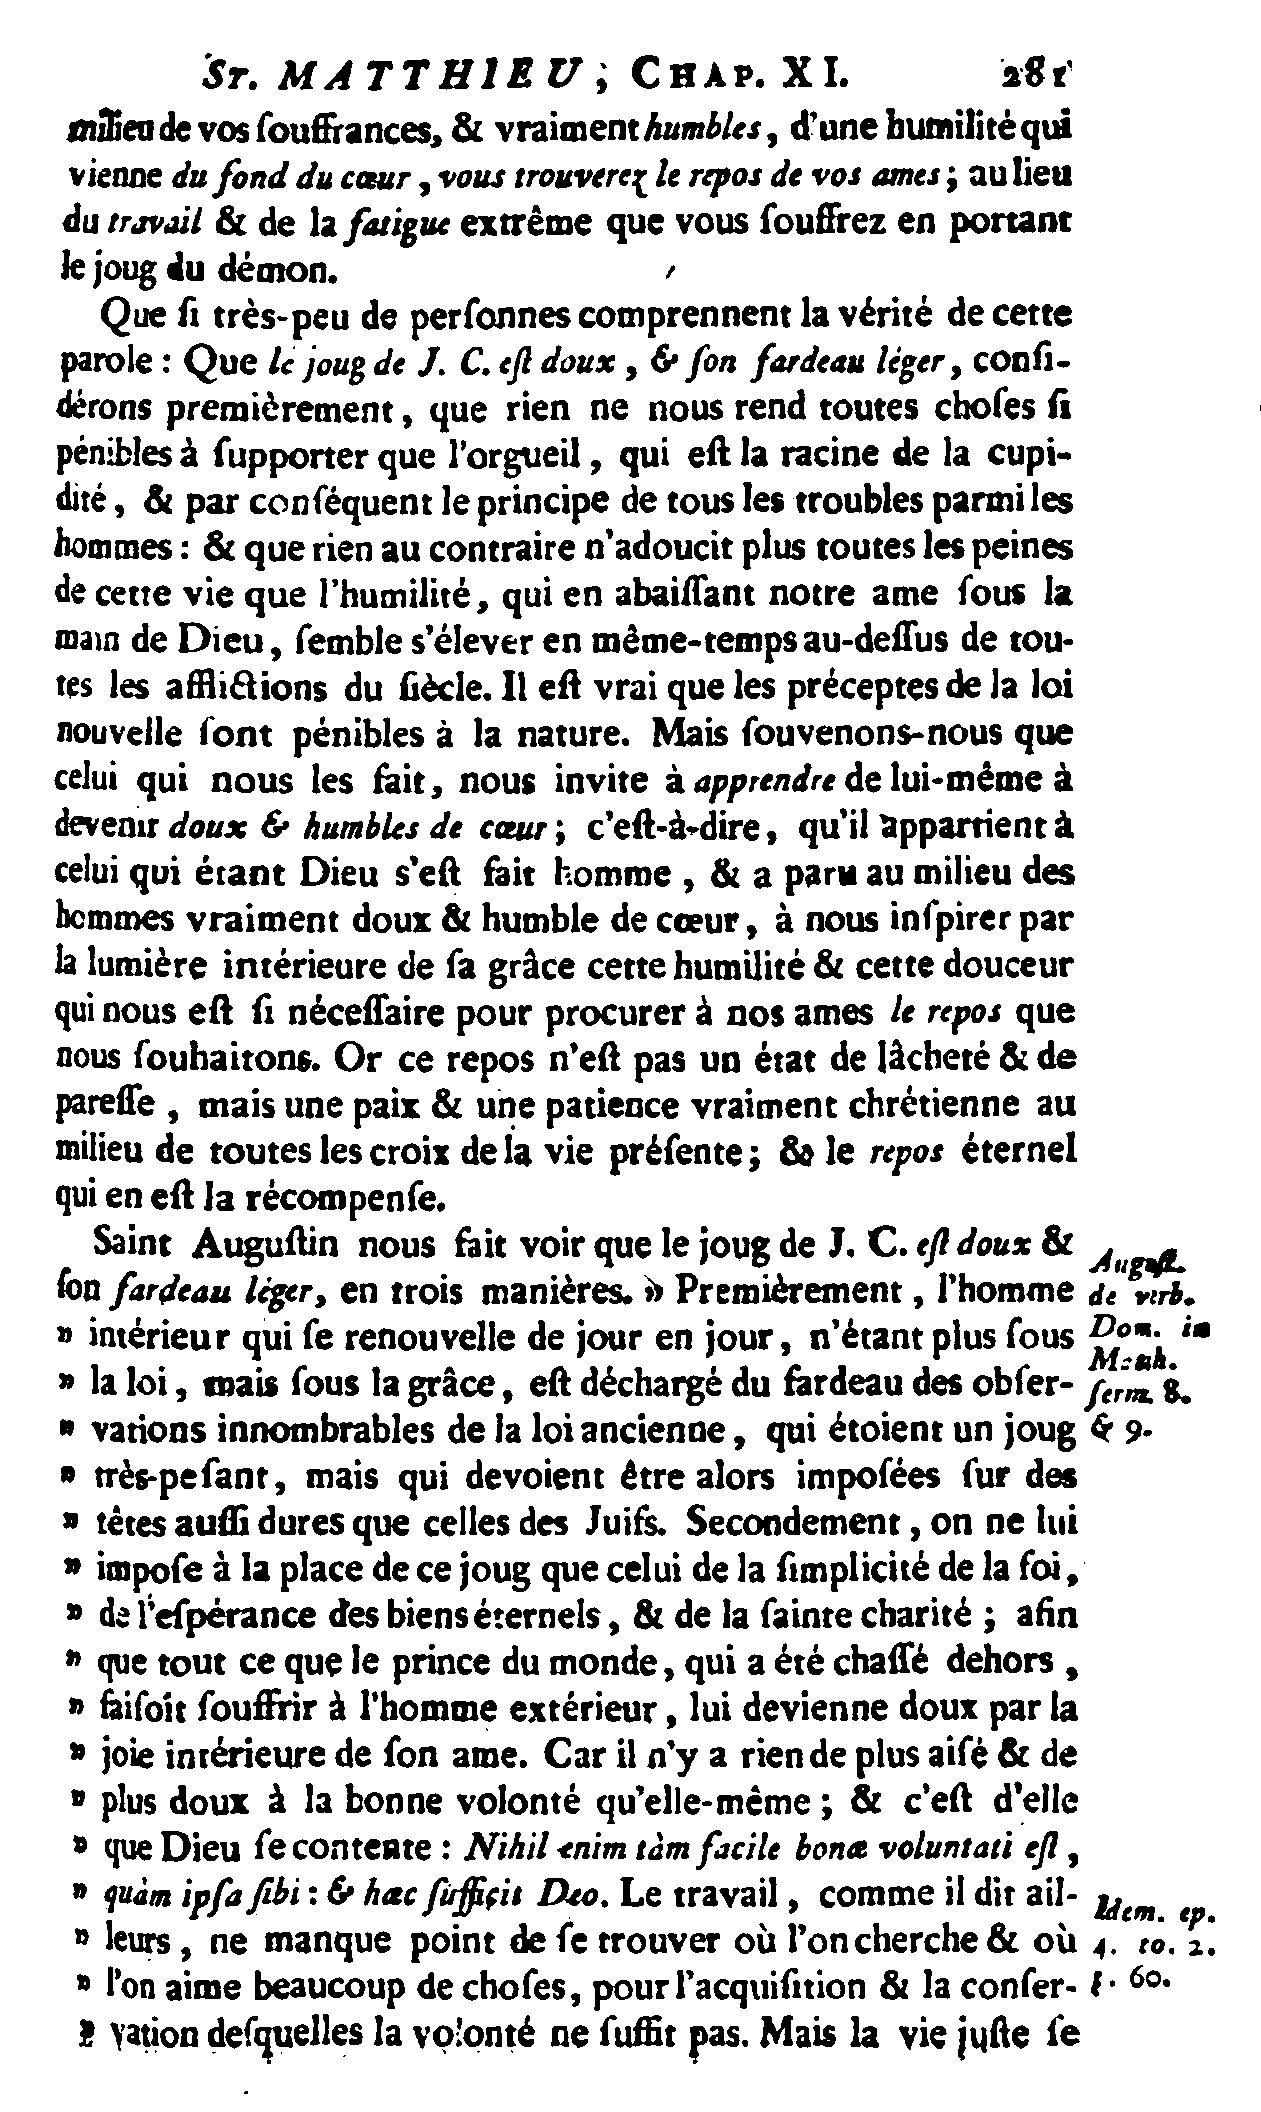 St. MATTHIEU; CHAP. XI. 281
milieu de vos ſouffrances, & vraiment humbles, d'une humilité qui
vienne du fond du cœur, vous trouverez le repos de vos ames; au lieu
du travail & de la fatigue extrême que vous ſouffrez en portant
le joug du démon.
Que ſi très-peu de perſonnes comprennent la vérité de cette
parole : Que le joug de J. C. eſt doux, & ſon fardeau léger, conſi-
dérons premièrement, que rien ne nous rend toutes choſes ſi
pénibles à ſupporter que l'orgueil, qui eſt la racine de la cupi-
dité, & par conſéquent le principe de tous les troubles parmi les
hommes : & que rien au contraire n'adoucit plus toutes les peines
de cette vie que l'humilité, qui en abaiſſant notre ame ſous la
main de Dieu, ſemble s'élever en même-temps au-deſſus de tou-
tes les afflictions du ſiècle. Il eſt vrai que les préceptes de la loi
nouvelle ſont pénibles à la nature. Mais ſouvenons-nous que
celui qui nous les fait, nous invite à apprendre de lui-même à
devenir doux & humbles de cœur; c'eſt-à-dire, qu'il appartient à
celui qui étant Dieu s'eſt fait homme, & a paru au milieu des
hommes vraiment doux & humble de cœur, à nous inſpirer par
la lumière intérieure de ſa grâce cette humilité & cette douceur
qui nous eſt ſi néceſſaire pour procurer à nos ames le repos que
nous ſouhaitons. Or ce repos n'eſt pas un état de lâcheté & de
pareſſe, mais une paix & une patience vraiment chrétienne au
milieu de toutes les croix de la vie préſente; & le repos éternel
qui en eſt la récompenſe.
Saint Auguſtin nous fait voir que le joug de J. C. eſt doux &
ſon fardeau léger, en trois manières. » Premièrement, l'homme
» intérieur qui ſe renouvelle de jour en jour, n'étant plus ſous
» la loi, mais ſous la grâce, eſt déchargé du fardeau des obſer-
» vations innombrables de la loi ancienne, qui étoient un joug
» très-peſant, mais qui devoient être alors impoſées ſur des
» têtes auſſi dures que celles des Juifs. Secondement, on ne lui
» impoſe à la place de ce joug que celui de la ſimplicité de la foi,
» de l'eſpérance des biens éternels, & de la ſainte charité; afin
» que tout ce que le prince du monde, qui a été chaſſé dehors,
» faiſoit ſouffrir à l'homme extérieur, lui devienne doux par la
» joie intérieure de ſon ame. Car il n'y a rien de plus aiſé & de
» plus doux à la bonne volonté qu'elle-même; & c'eſt d'elle
» que Dieu ſe contente : Nihil enim tàm facile bonæ voluntati eſt,
» quàm ipſa ſibi : & hæc ſufficit Deo. Le travail, comme il dit ail-
» leurs, ne manque point de ſe trouver où l'on cherche & où
» l'on aime beaucoup de choſes, pour l'acquiſition & la conſer-
» vation deſquelles la volonté ne ſuffit pas. Mais la vie juſte ſe
Auguſt.
de verb.
Dom. in
Matth.
ſerm. 8.
& 9.
Idem. ep.
4. to. 2.
p. 60.